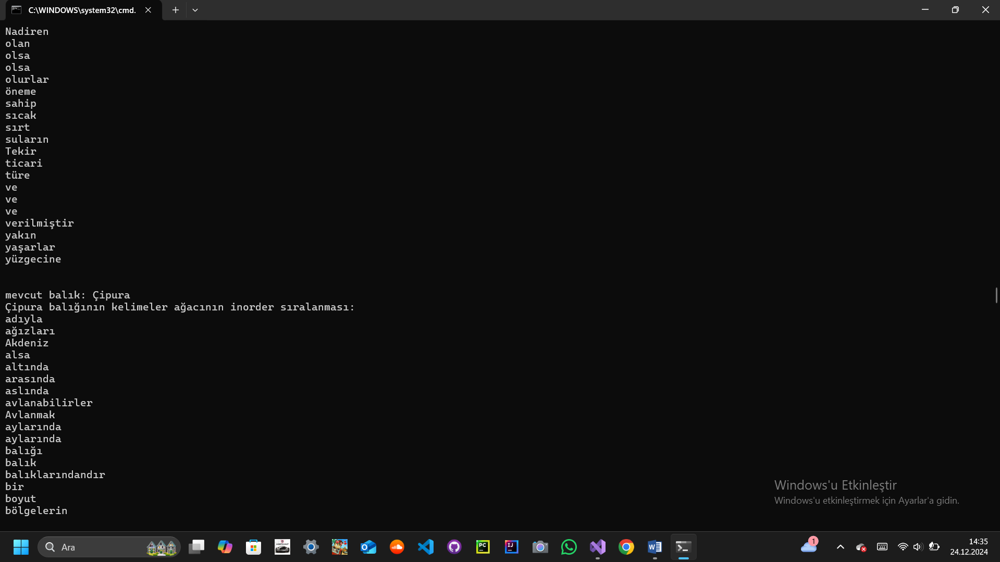 C:\WINDOWS\system32\cmd.
Nadiren
olan
olsa
olsa
olurlar
öneme
sahip
sıcak
sırt
suların
Tekir
ticari
türe
ve
ve
ve
verilmiştir
yakın
yaşarlar
yüzgecine
mevcut balık: Çipura
Çipura balığının kelimeler ağacının inorder sıralanması:
adıyla
ağızları
Akdeniz
alsa
altında
arasında
aslında
avlanabilirler
Avlanmak
aylarında
aylarında
balığı
balık
balıklarındandır
bir
boyut
bölgelerin
Windows'u Etkinleştir
Windows'u etkinleştirmek için Ayarlar'a gidin.
Ara
PC
IJ
1
14:35
24.12.2024